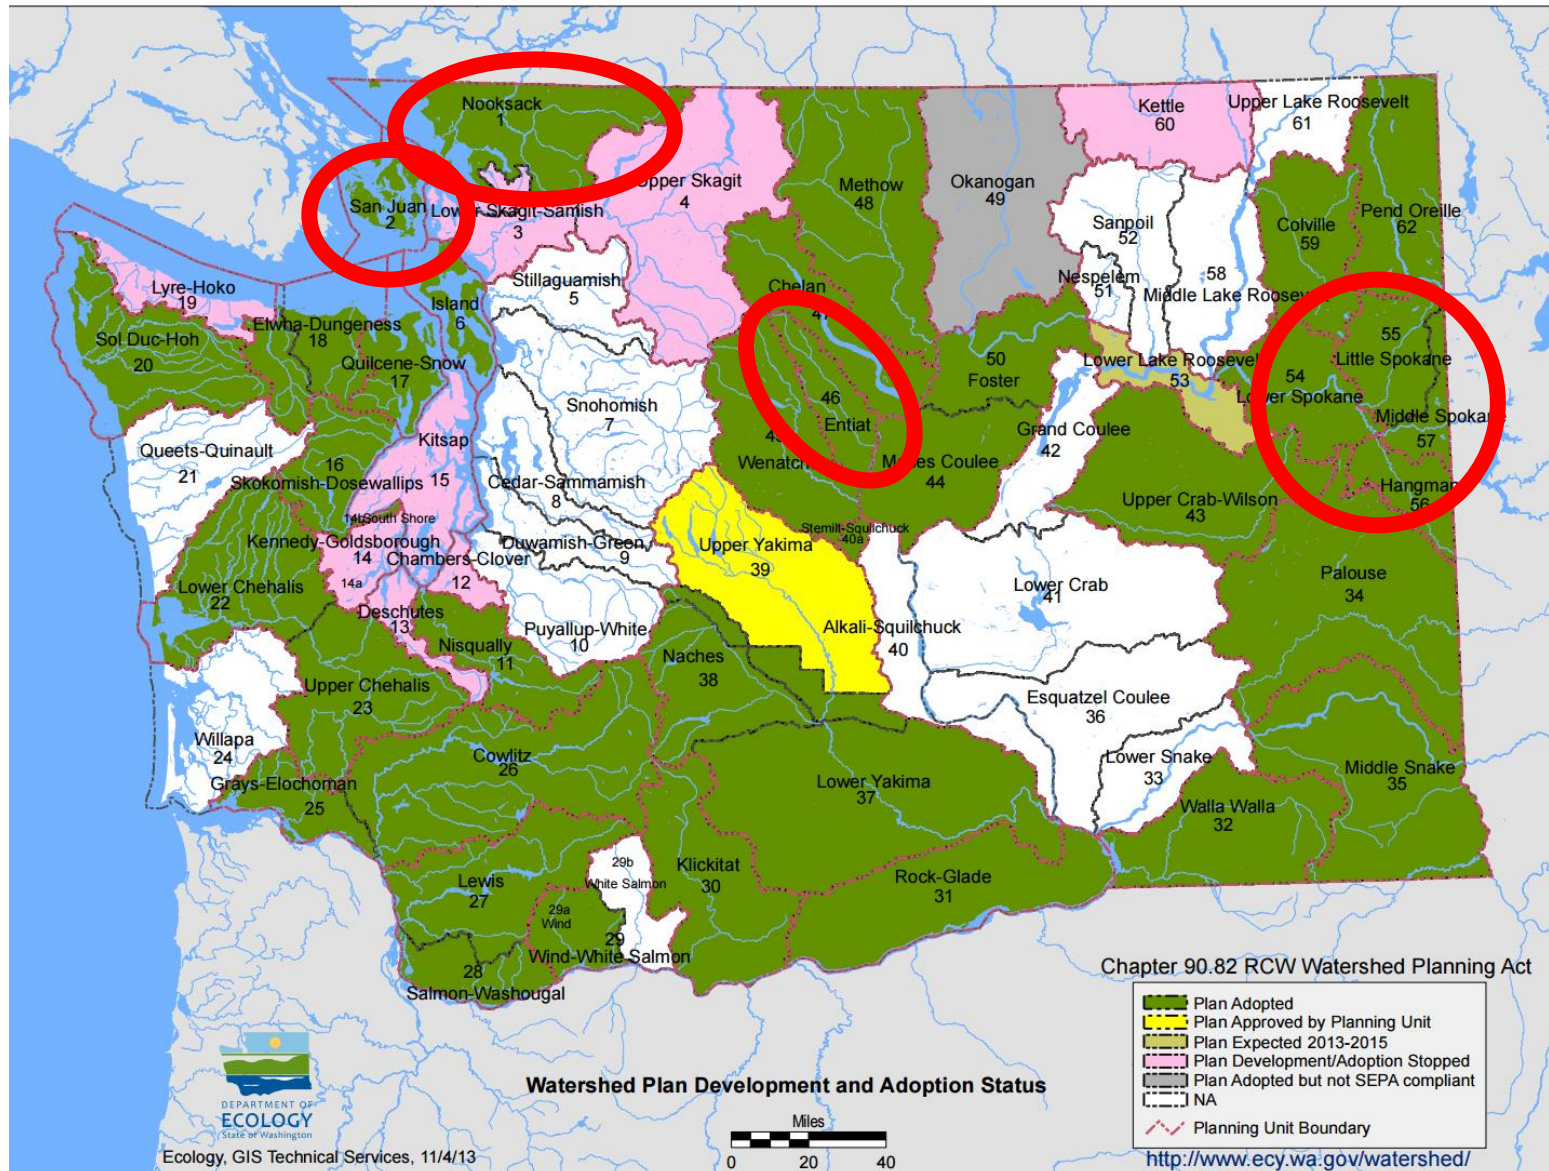 Nooksack
1
San Juan
2
Lower Skagit-Samish
3
Upper Skagit
4
Methow
48
Okanogan
49
Kettle
60
Upper Lake Roosevelt
61
Pend Oreille
62
Colville
59
Sanpoil
52
Nespelem
51
58
Middle Lake Roosevelt
Stillaguamish
5
Island
6
Lyre-Hoko
19
Sol Duc-Hoh
20
Elwha-Dungeness
18
Quilcene-Snow
17
Chelan
47
50
Foster
Lower Lake Roosevelt
53
54
Lower Spokane
55
Little Spokane
Middle Spokane
57
Hangman
56
46
Entiat
45
Wenatch
Moses Coulee
44
Grand Coulee
42
Upper Crab-Wilson
43
Snohomish
7
Kitsap
15
Queets-Quinault
21
16
Skokomish-Dosewallips
14b South Shore
Kennedy-Goldsborough
14
14a
Cedar-Sammamish
8
Duwamish-Green
9
Chambers-Clover
12
Deschutes
13
Lower Chehalis
22
Nisqually
11
Puyallup-White
10
Stemilt-Squilchuck
40a
Upper Yakima
39
Alkali-Squilchuck
40
Lower Crab
41
Palouse
34
Naches
38
Upper Chehalis
23
Willapa
24
Esquatzel Coulee
36
Lower Snake
33
Middle Snake
35
Walla Walla
32
Cowlitz
26
Grays-Elochoman
25
Lower Yakima
37
Lewis
27
29b
White Salmon
29a
Wind
29
Wind-White Salmon
Klickitat
30
Rock-Glade
31
28
Salmon-Washougal
Chapter 90.82 RCW Watershed Planning Act
Plan Adopted
Plan Approved by Planning Unit
Plan Expected 2013-2015
Plan Development/Adoption Stopped
Plan Adopted but not SEPA compliant
NA
Planning Unit Boundary
http://www.ecy.wa.gov/watershed/
DEPARTMENT OF
ECOLOGY
State of Washington
Ecology, GIS Technical Services, 11/4/13
Watershed Plan Development and Adoption Status
Miles
0 20 40